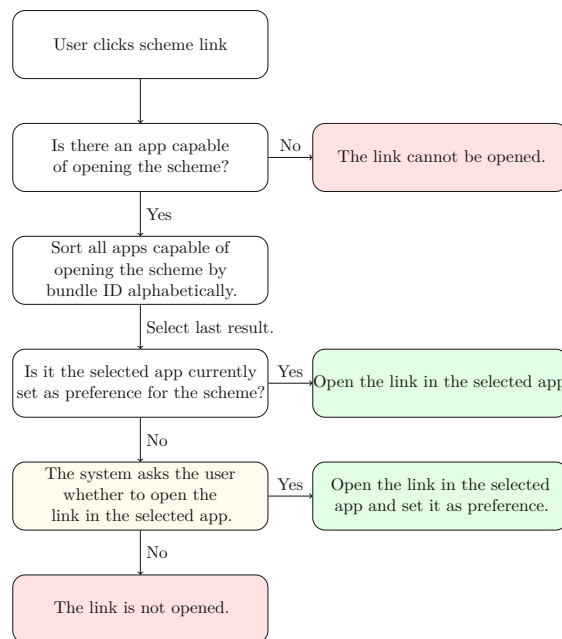 User clicks scheme link
Is there an app capable
of opening the scheme?
No
The link cannot be opened.
Yes
Sort all apps capable of
opening the scheme by
bundle ID alphabetically.
Select last result.
Is it the selected app currently
set as preference for the scheme?
Yes
Open the link in the selected app
No
The system asks the user
whether to open the
link in the selected app.
Yes
Open the link in the selected
app and set it as preference.
No
The link is not opened.